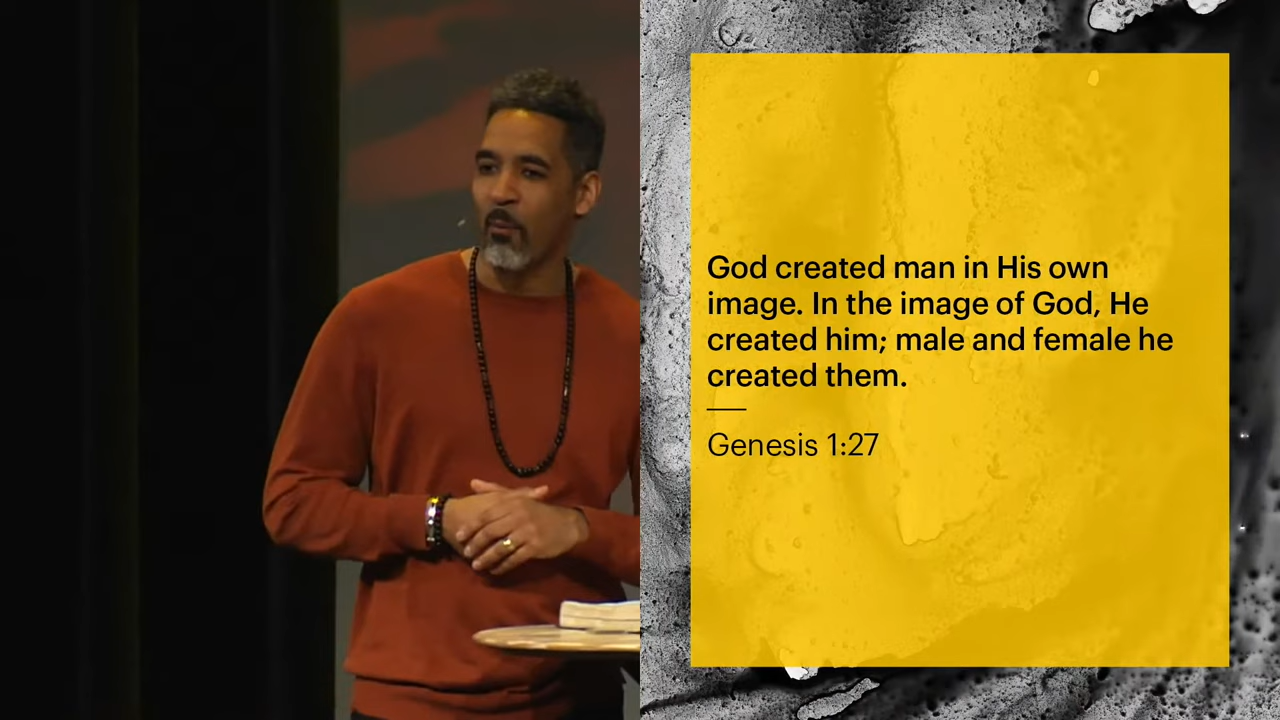 God created man in His own
image. In the image of God, He
created him; male and female he
created them.
Genesis 1:27